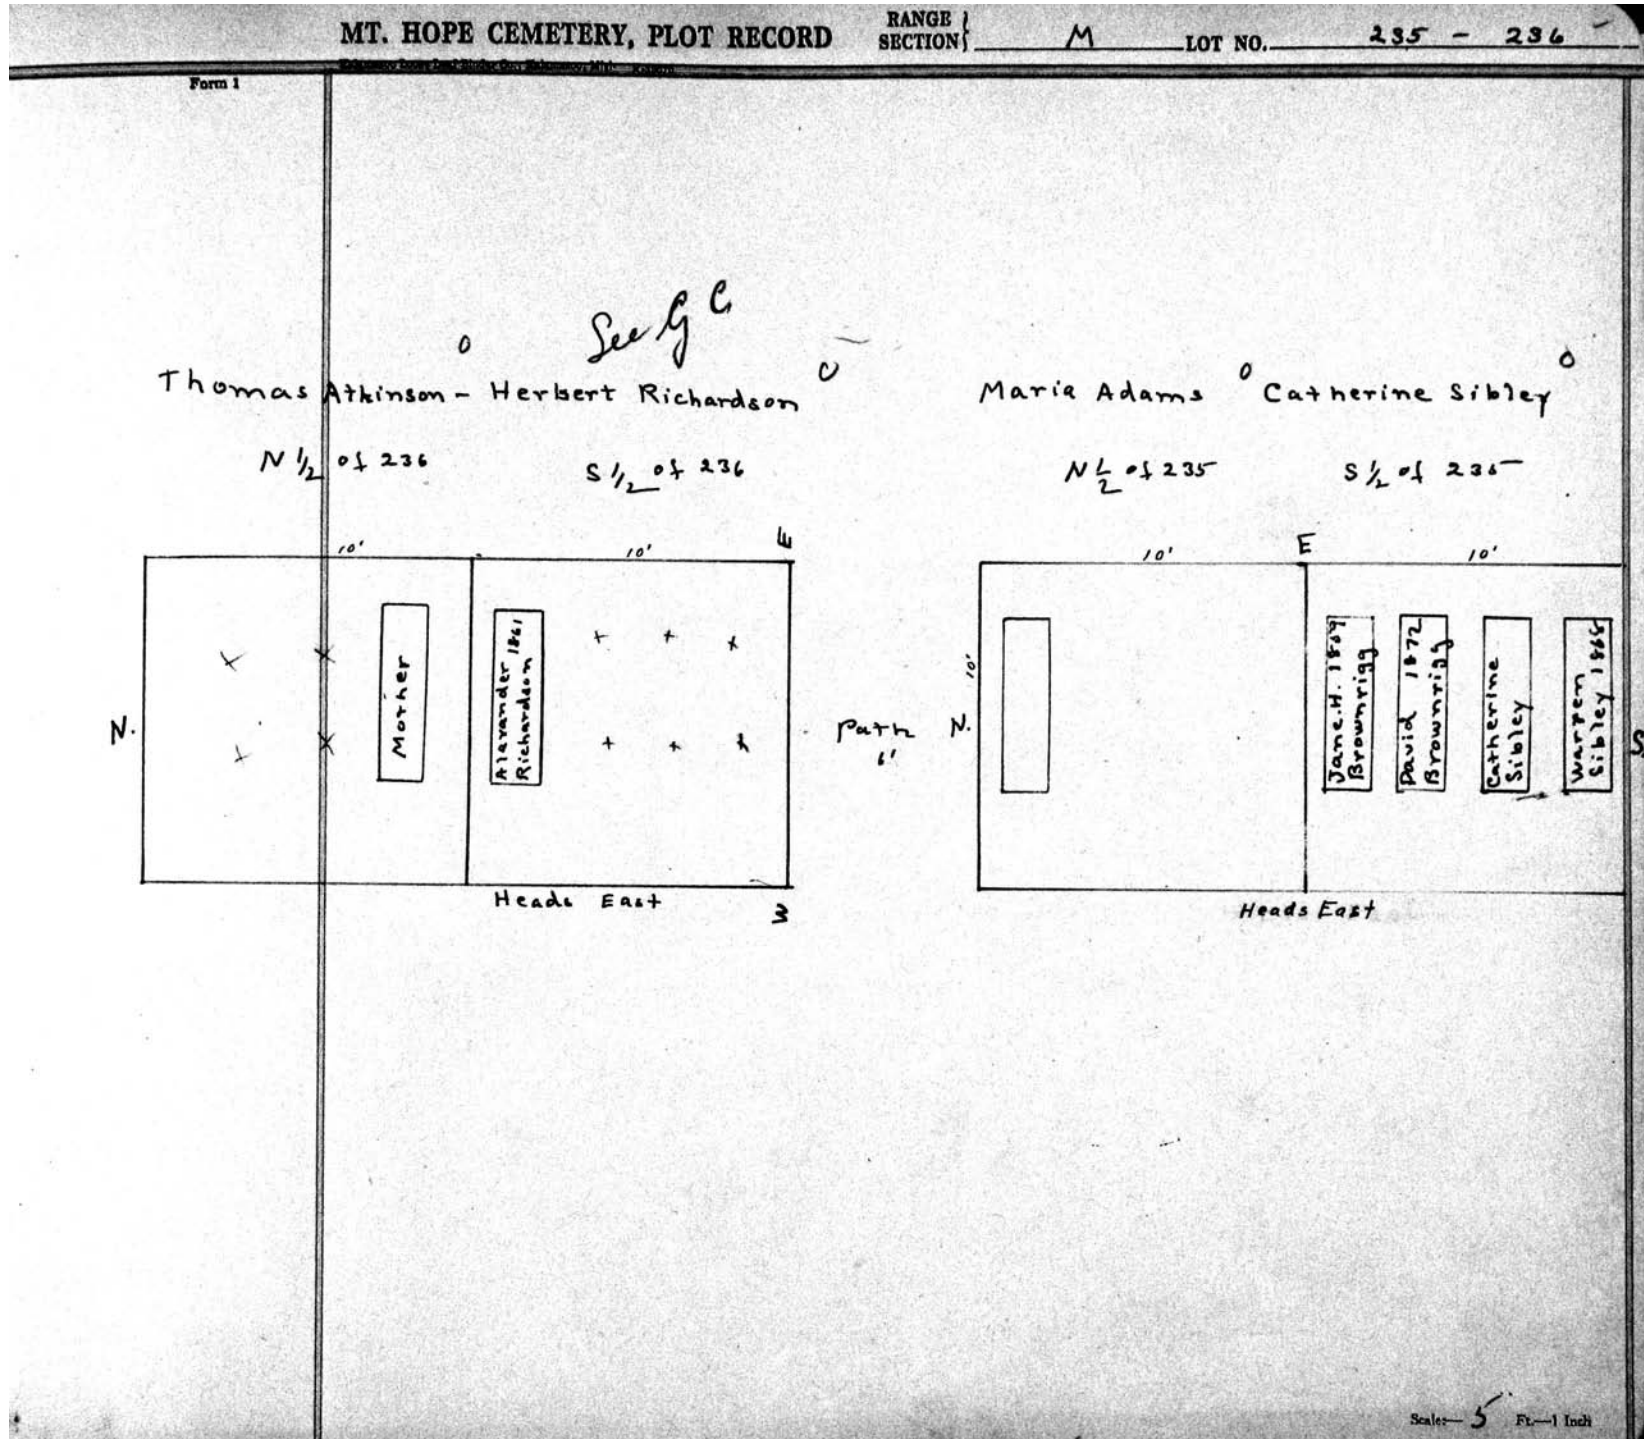 MT. HOPE CEMETERY, PLOT RECORD RANGE SECTION M LOT NO. 235 - 236
Form 1
See G C
Thomas Atkinson - Herbert Richardson
Maria Adams Catherine Sibley
N 1/2 of 236
S 1/2 of 236
N 1/2 of 235
S 1/2 of 235
10' 10' E
10' E 10'
N.
Mother
Alexander 1861
Richardson
Path
6'
N.
10'
Jane.H.
Brownrigg
David 1872
Brownrigg
Catherine
Sibley
Warren
Sibley 1868
S
Heads East
W
Heads East
Scale:— 5 Ft.—1 Inch